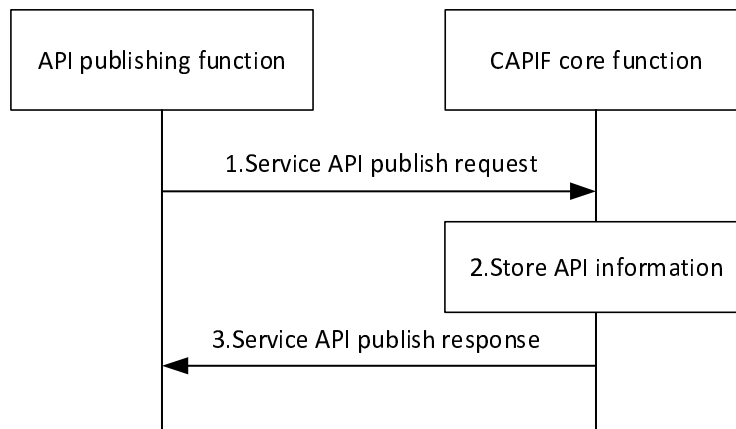 API publishing function
CAPIF core function
1.Service API publish request
2.Store API information
3.Service API publish response